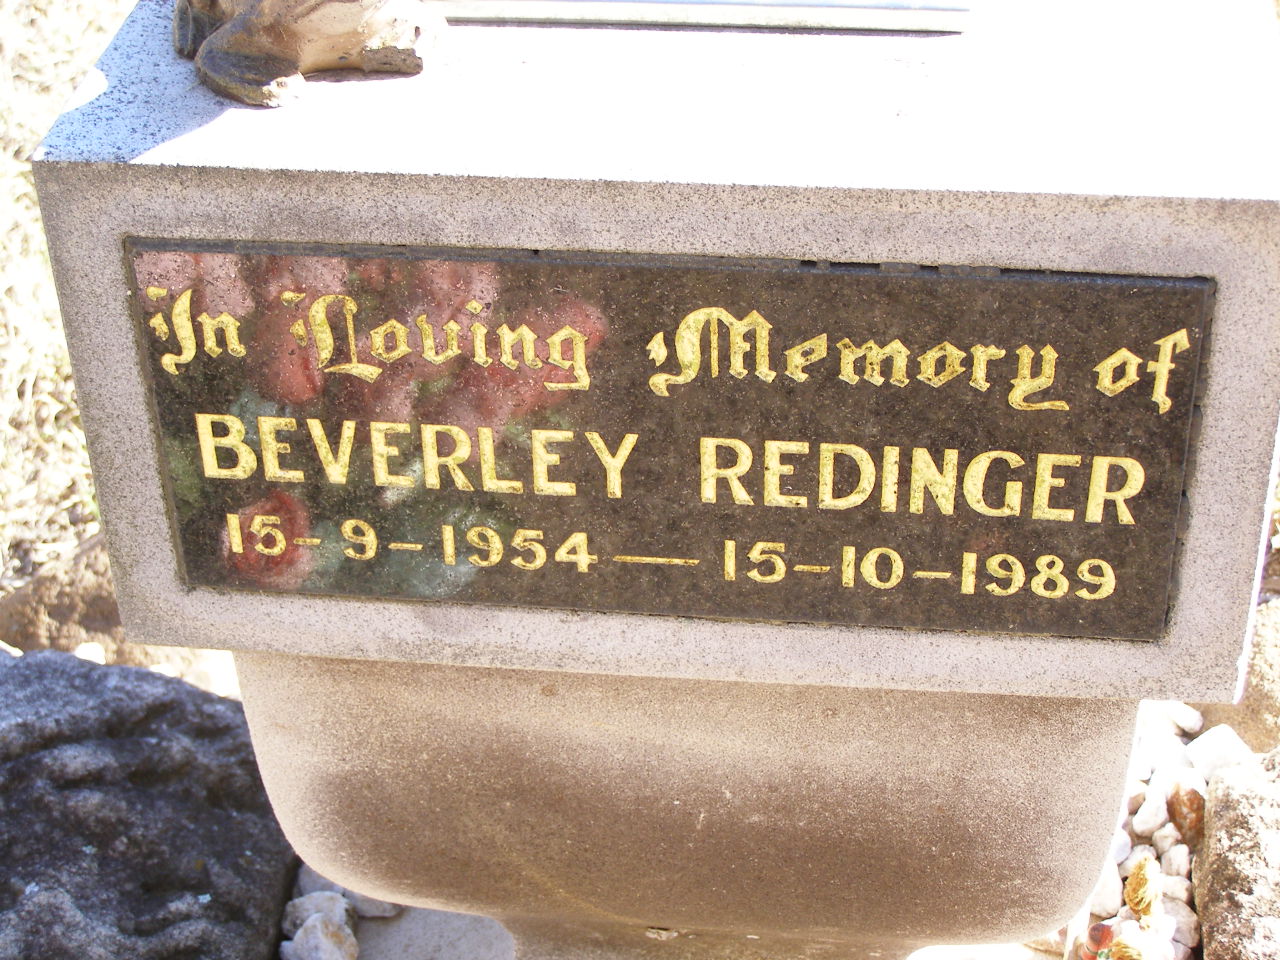 In Loving Memory of
BEVERLEY REDINGER
15-9-1954 — 15-10-1989